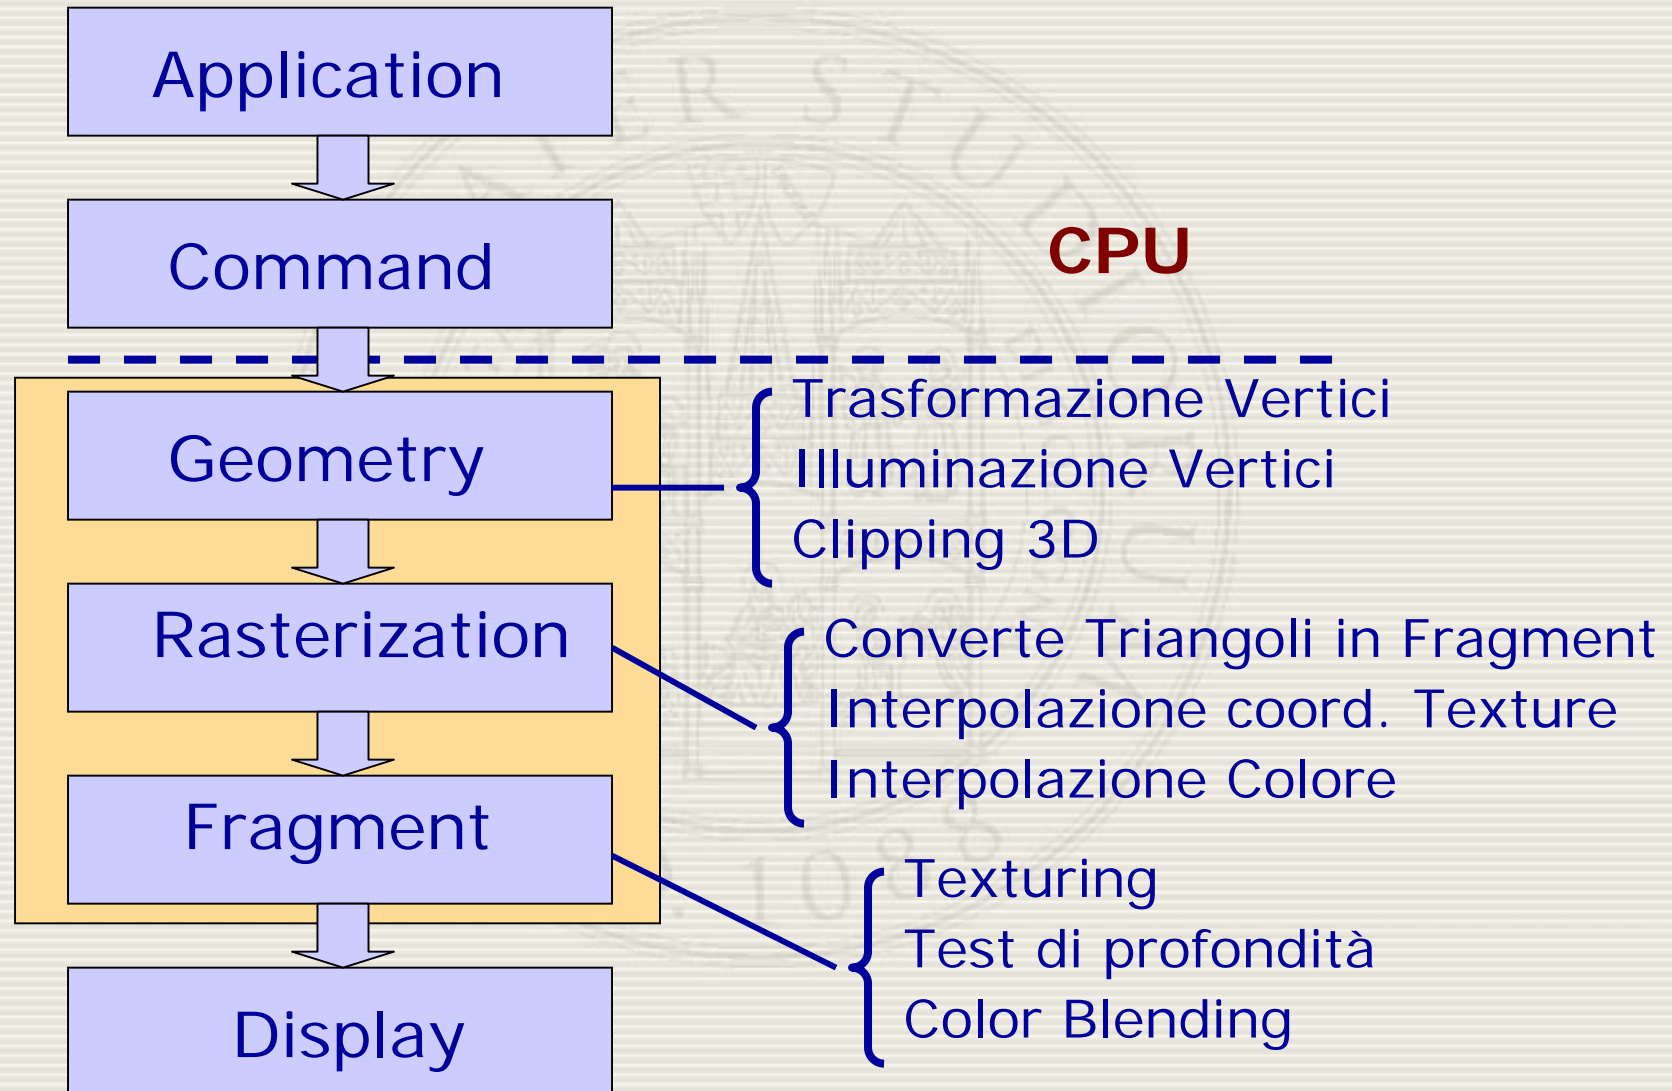 Application
Command
CPU
Geometry
Trasformazione Vertici
Illuminazione Vertici
Clipping 3D
Rasterization
Converte Triangoli in Fragment
Interpolazione coord. Texture
Interpolazione Colore
Fragment
Texturing
Test di profondità
Color Blending
Display